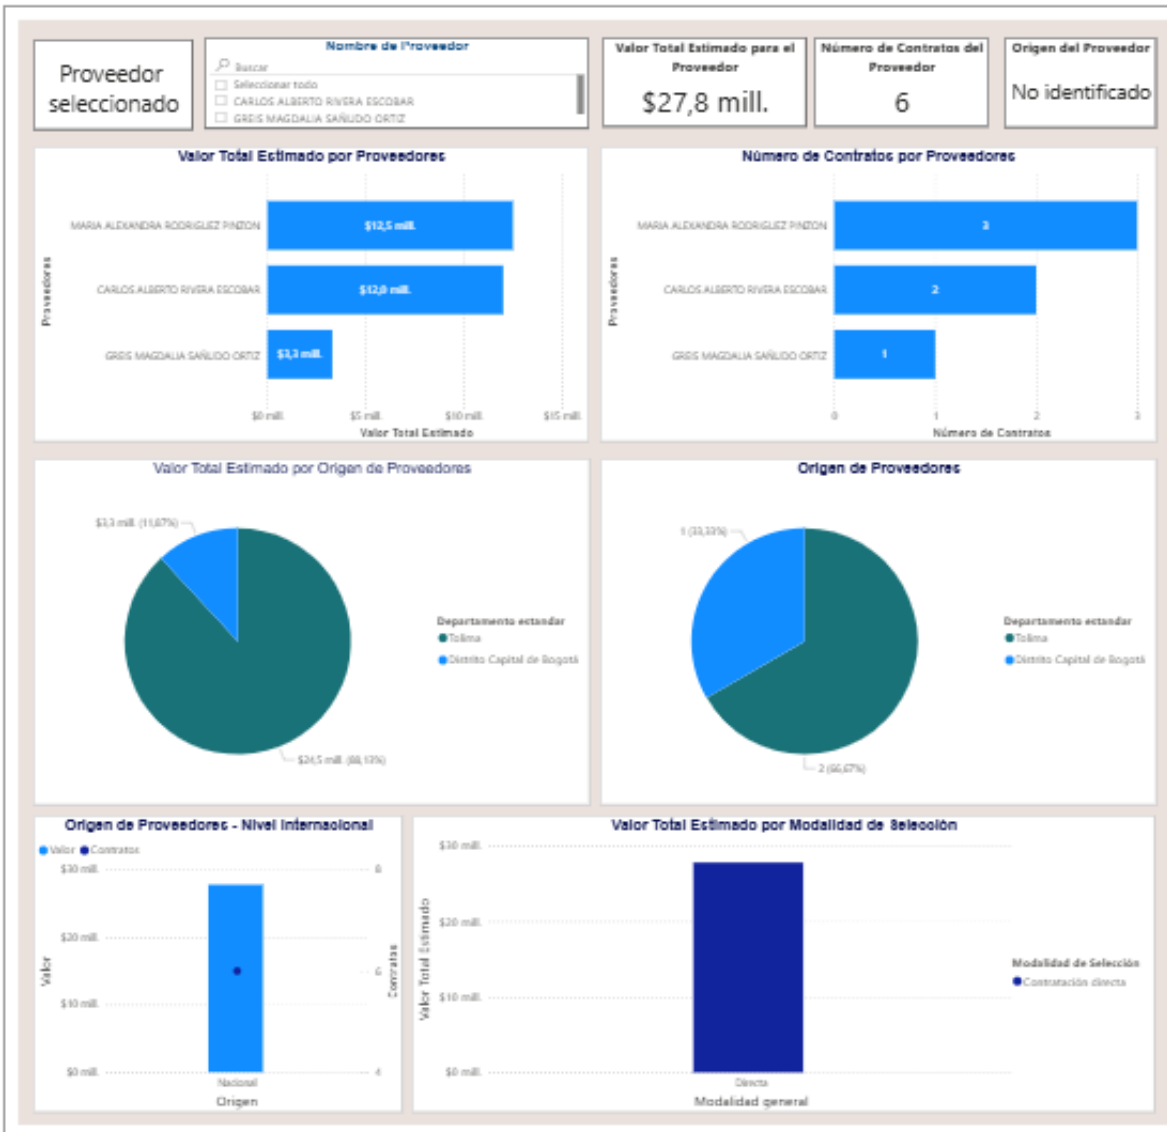 Proveedor
seleccionado
Nombre de Proveedor
Buscar
Seleccionar todo
CARLOS ALBERTO RIVERA ESCOBAR
GREIS MAGDALIA SAÑUDO ORTIZ
Valor Total Estimado para el
Proveedor
$27,8 mill.
Número de Contratos del
Proveedor
6
Origen del Proveedor
No identificado
Valor Total Estimado por Proveedores
Proveedores
MARIA ALEXANDRA RODRIGUEZ PINZON
$12,5 mill.
CARLOS ALBERTO RIVERA ESCOBAR
$12,0 mill.
GREIS MAGDALIA SAÑUDO ORTIZ
$3,3 mill.
$0 mill. $5 mill. $10 mill. $15 mill.
Valor Total Estimado
Número de Contratos por Proveedores
Proveedores
MARIA ALEXANDRA RODRIGUEZ PINZON
3
CARLOS ALBERTO RIVERA ESCOBAR
2
GREIS MAGDALIA SAÑUDO ORTIZ
1
0 1 2 3
Número de Contratos
Valor Total Estimado por Origen de Proveedores
$3,3 mill. (11,87%)
$24,5 mill. (88,13%)
Departamento estandar
Tolima
Distrito Capital de Bogotá
Origen de Proveedores
1 (33,33%)
2 (66,67%)
Departamento estandar
Tolima
Distrito Capital de Bogotá
Origen de Proveedores - Nivel Internacional
Valor Contratos
$30 mill. 8
$20 mill.
6
$10 mill.
$0 mill. 4
Valor
Contratos
Nacional
Origen
Valor Total Estimado por Modalidad de Selección
Valor Total Estimado
$30 mill.
$20 mill.
$10 mill.
$0 mill.
Directa
Modalidad general
Modalidad de Selección
Contratación directa